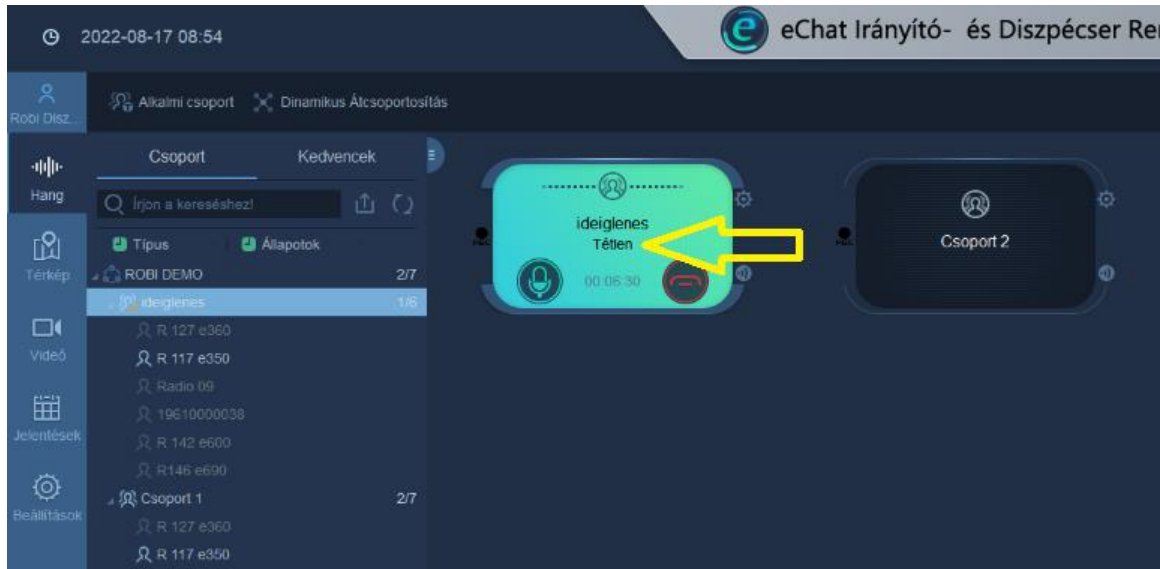 2022-08-17 08:54
eChat Irányító- és Diszpécser Rer
Robi Disz...
Alkalmi csoport
Dinamikus Átcsoportosítás
Hang
Térkép
Videó
Jelentések
Beállítások
Csoport
Kedvencek
Írjon a kereséshez!
Típus
Állapotok
ROBI DEMO 2/7
ideiglenes 1/6
R 127 e360
R 117 e350
Radio 09
19610000038
R 142 e600
R146 e690
Csoport 1 2/7
R 127 e360
R 117 e350
ideiglenes
Tétlen
00:06:30
Csoport 2